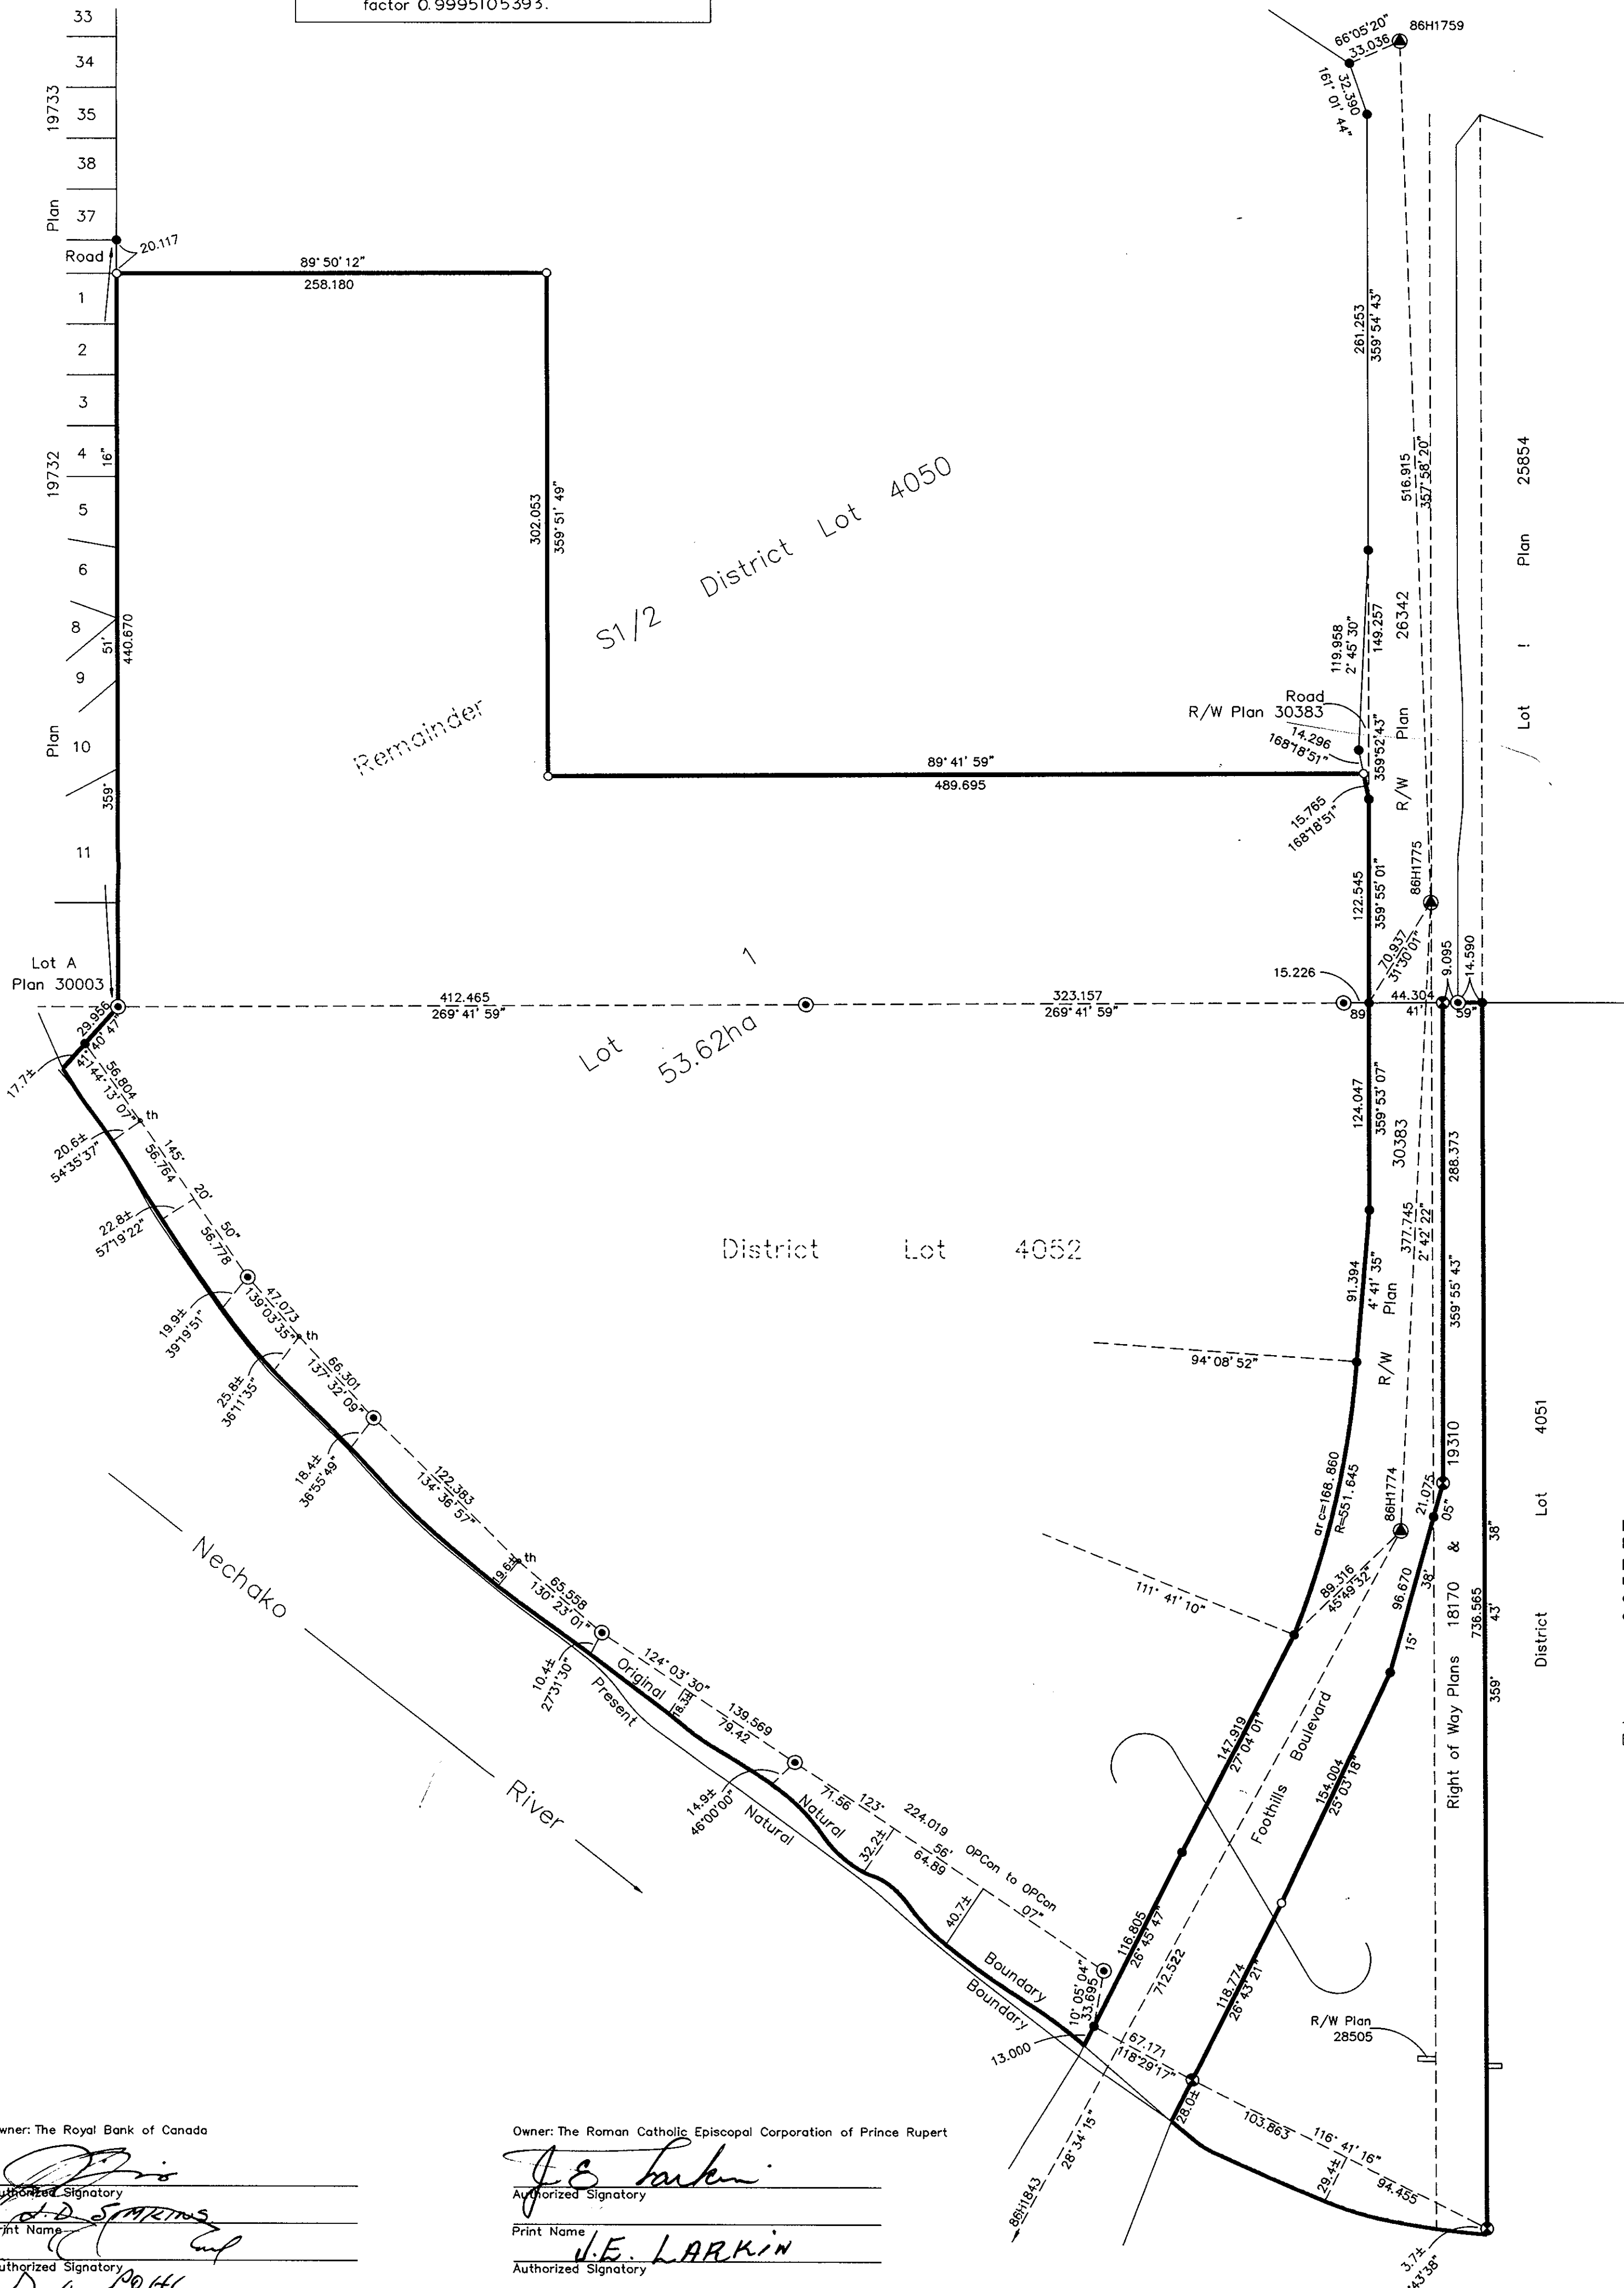 factor 0.9995105393.
33
34
35
38
37
Plan 19733
Road
20.117
1
2
3
4
5
6
8
9
10
11
Plan 19732
359° 51' 16"
440.670
Lot A
Plan 30003
89° 50' 12"
258.180
302.053
359° 51' 49"
S1/2 District Lot 4050
Remainder
89° 41' 59"
489.695
66°05'20"
33.036
86H1759
32.390
161° 01' 44"
261.253
359° 54' 43"
516.915
357° 58' 20"
Lot 1 Plan 25854
119.958
2° 45' 30"
149.257
359°52'43"
R/W Plan 26342
Road
R/W Plan 30383
14.296
168°18'51"
15.765
168°18'51"
122.545
359° 55' 01"
86H1775
70.937
31°30'01"
9.095
14.590
15.226
44.304
89° 41' 59"
412.465
269° 41' 59"
323.157
269° 41' 59"
Lot 1
53.62ha
29.956
41° 40' 47"
17.7±
56.804
144° 13' 07"
th
20.6±
54°35'37"
145° 20' 50"
56.764
22.8±
57°19'22"
56.778
19.9±
39°19'51"
47.073
139°03'35"
th
25.8±
36°11'35"
66.301
137° 32' 09"
18.4±
36°55'49"
122.383
134° 36' 57"
19.6±
th
65.558
130° 23' 01"
10.4±
27°31'30"
124° 03' 30"
139.569
79.42
18.3±
Original
Present
14.9±
46°00'00"
71.56
123° 56' 07"
224.019
OPCon to OPCon
64.89
32.2±
40.7±
Natural
Natural
Boundary
Boundary
Nechako River
District Lot 4052
124.047
359° 53' 07"
91.394
4° 41' 35"
R/W Plan 30383
377.745
2° 42' 22"
288.373
359° 55' 43"
94° 08' 52"
arc=168.860
R=551.645
86H1774
111° 41' 10"
89.316
45°49'32"
21.075
96.670
15° 38' 05"
Right of Way Plans 18170 & 19310
736.565
359° 43' 38"
District Lot 4051
147.919
27° 04' 01"
Foothills Boulevard
154.004
25° 03' 18"
116.805
26° 45' 47"
712.522
28° 34' 15"
86H1843
118.774
26° 43' 21"
10° 05' 04"
33.695
13.000
67.171
118°29'17"
28.0±
R/W Plan
28505
103.863
116° 41' 16"
94.455
29.4±
3.7±
43'38"
wner: The Royal Bank of Canada
uthorized Signatory
J.D. SIMKINS
int Name
uthorized Signatory
Owner: The Roman Catholic Episcopal Corporation of Prince Rupert
J E Larkin
Authorized Signatory
Print Name
J.E. LARKIN
Authorized Signatory